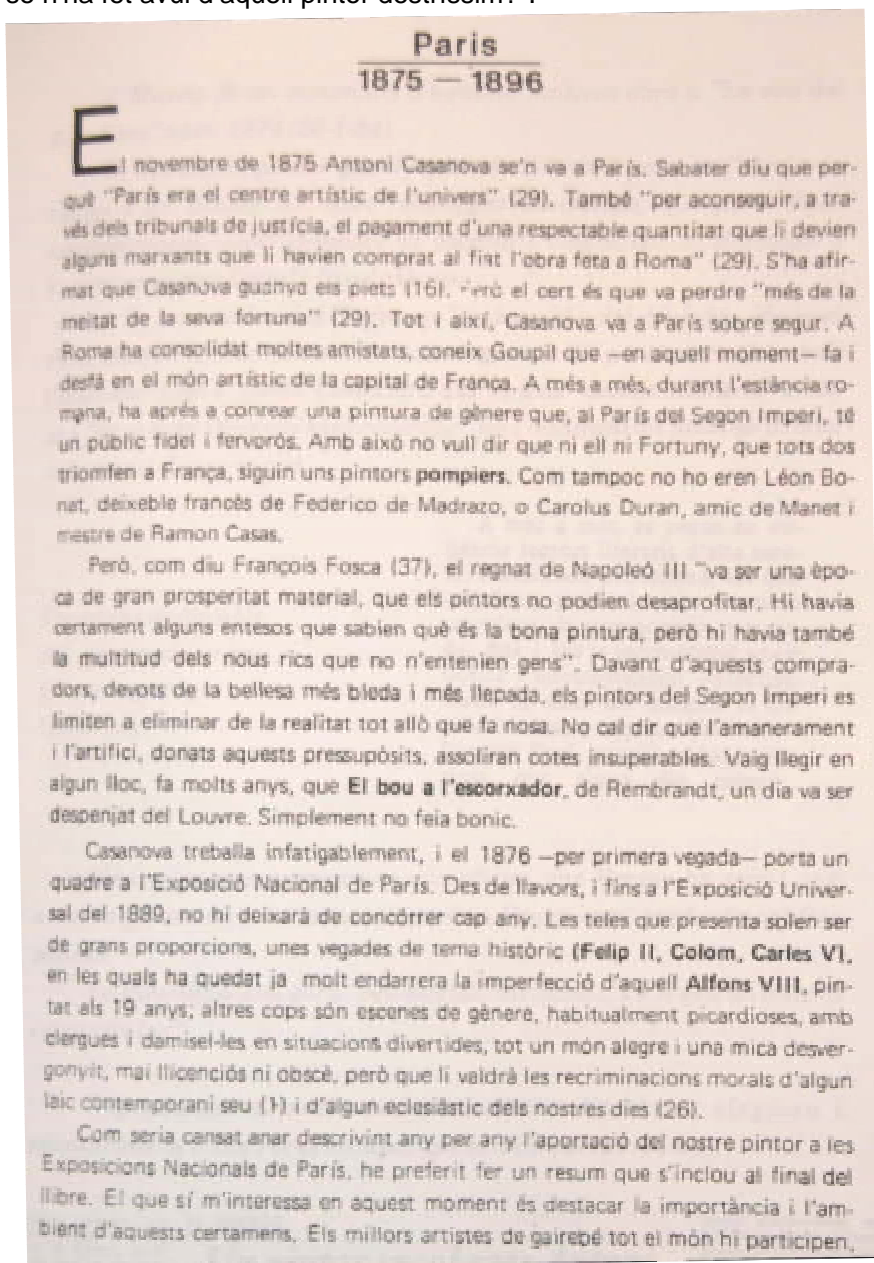 se n'ha fet avui d'aquell pintor destríssim? .
París
1875 — 1896
El novembre de 1875 Antoni Casanova se'n va a París. Sabater diu que per-
què "París era el centre artístic de l'univers" (29). També "per aconseguir, a tra-
vés dels tribunals de justícia, el pagament d'una respectable quantitat que li devien
alguns marxants que li havien comprat al fint l'obra feta a Roma" (29). S'ha afir-
mat que Casanova guanyà els plets (16). Però el cert és que va perdre "més de la
meitat de la seva fortuna" (29). Tot i així, Casanova va a París sobre segur. A
Roma ha consolidat moltes amistats, coneix Goupil que —en aquell moment— fa i
desfà en el món artístic de la capital de França. A més a més, durant l'estància ro-
mana, ha aprés a conrear una pintura de gènere que, al París del Segon Imperi, té
un públic fidel i fervorós. Amb això no vull dir que ni ell ni Fortuny, que tots dos
triomfen a França, siguin uns pintors pompiers. Com tampoc no ho eren Léon Bo-
nat, deixeble francès de Federico de Madrazo, o Carolus Duran, amic de Manet i
mestre de Ramon Casas.
Però, com diu François Fosca (37), el regnat de Napoleó III "va ser una èpo-
ca de gran prosperitat material, que els pintors no podien desaprofitar. Hi havia
certament alguns entesos que sabien què és la bona pintura, però hi havia també
la multitud dels nous rics que no n'entenien gens". Davant d'aquests compra-
dors, devots de la bellesa més bleda i més llepada, els pintors del Segon Imperi es
limiten a eliminar de la realitat tot allò que fa nosa. No cal dir que l'amanerament
i l'artifici, donats aquests pressupòsits, assoliran cotes insuperables. Vaig llegir en
algun lloc, fa molts anys, que El bou a l'escorxador, de Rembrandt, un dia va ser
despenjat del Louvre. Simplement no feia bonic.
Casanova treballa infatigablement, i el 1876 —per primera vegada— porta un
quadre a l'Exposició Nacional de París. Des de llavors, i fins a l'Exposició Univer-
sal del 1889, no hi deixarà de concórrer cap any. Les teles que presenta solen ser
de grans proporcions, unes vegades de tema històric (Felip II, Colom, Carles VI,
en les quals ha quedat ja molt endarrera la imperfecció d'aquell Alfons VIII, pin-
tat als 19 anys; altres cops són escenes de gènere, habitualment picardioses, amb
clergues i damisel·les en situacions divertides, tot un món alegre i una mica desver-
gonyit, mai llicenciós ni obscè, però que li valdrà les recriminacions morals d'algun
laic contemporani seu (1) i d'algun eclesiàstic dels nostres dies (26).
Com seria cansat anar descrivint any per any l'aportació del nostre pintor a les
Exposicions Nacionals de París, he preferit fer un resum que s'inclou al final del
llibre. El que sí m'interessa en aquest moment és destacar la importància i l'am-
bient d'aquests certamens. Els millors artistes de gairebé tot el món hi participen,